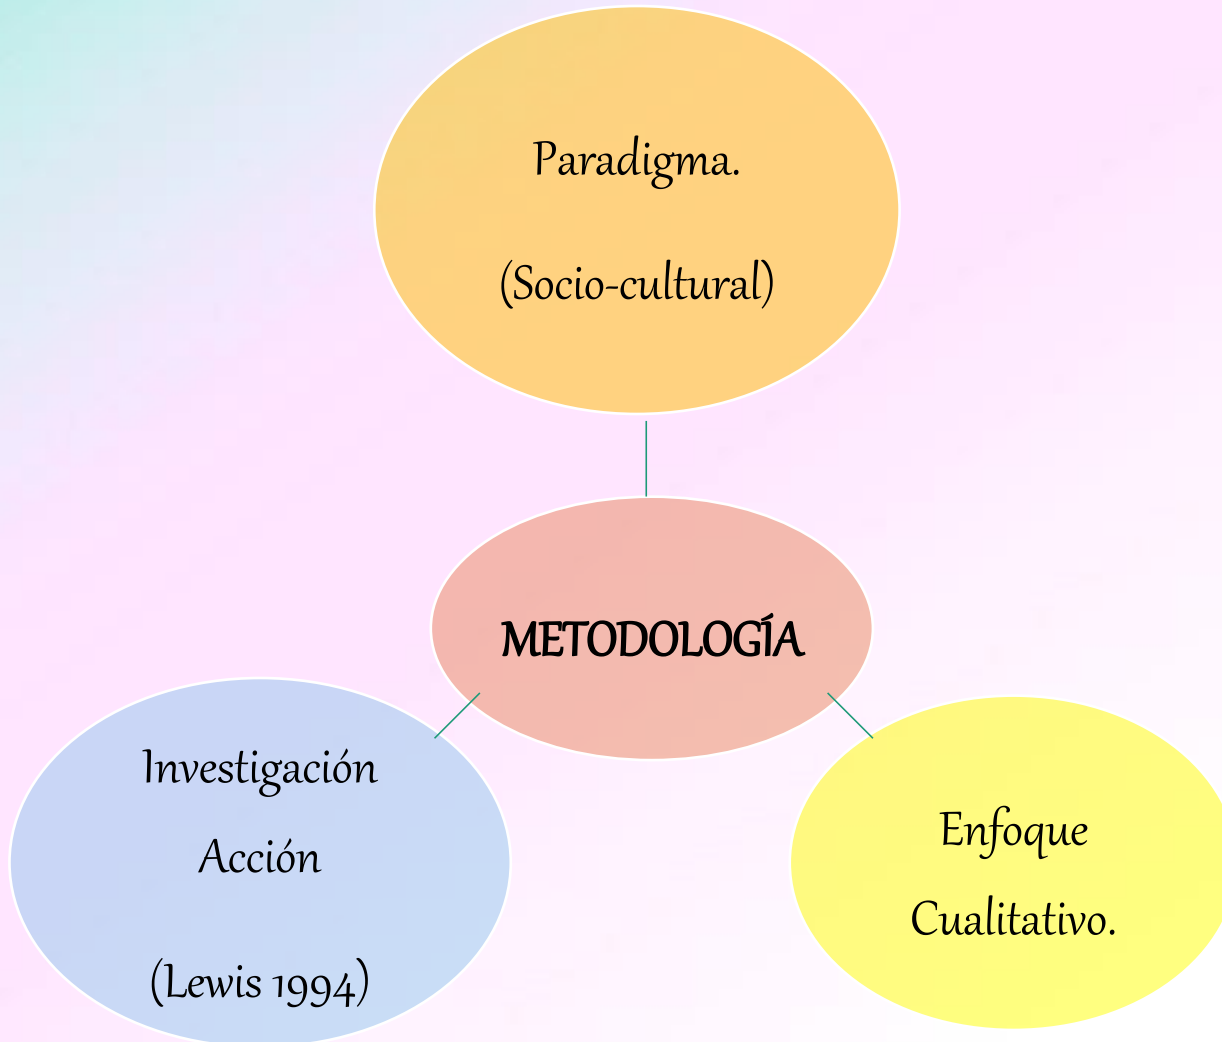 Paradigma.
(Socio-cultural)
METODOLOGÍA
Investigación
Acción
(Lewis 1994)
Enfoque
Cualitativo.